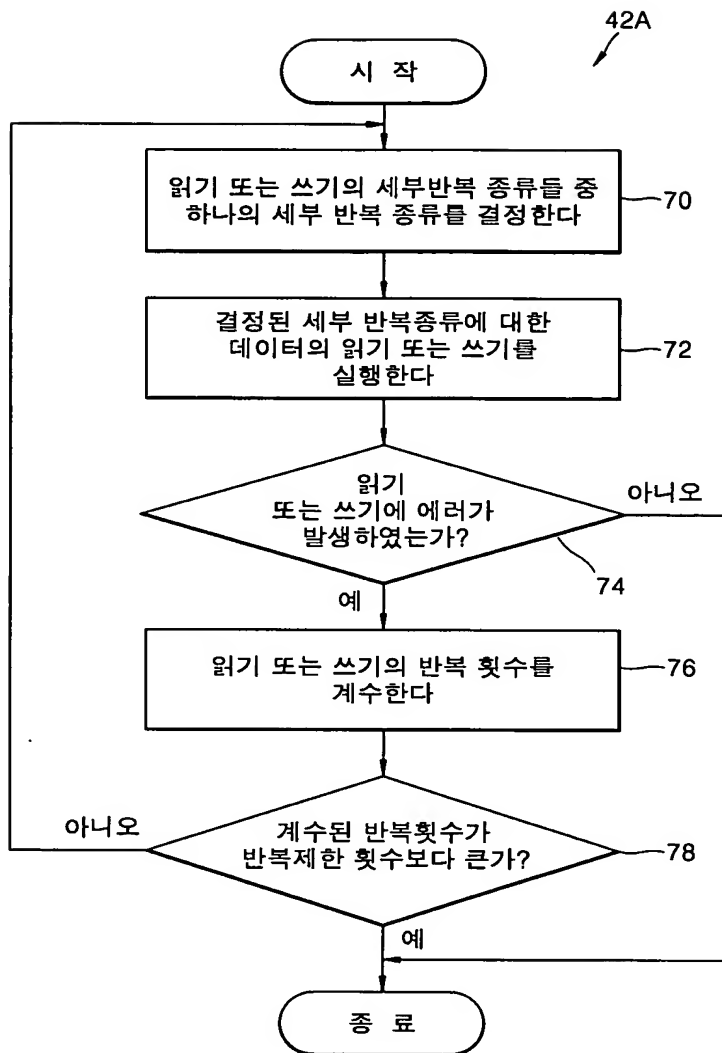 42A
시 작
읽기 또는 쓰기의 세부반복 종류들 중
하나의 세부 반복 종류를 결정한다
70
결정된 세부 반복종류에 대한
데이터의 읽기 또는 쓰기를
실행한다
72
읽기
또는 쓰기에 에러가
발생하였는가?
아니오
74
예
읽기 또는 쓰기의 반복 횟수를
계수한다
76
아니오
계수된 반복횟수가
반복제한 횟수보다 큰가?
78
예
종 료